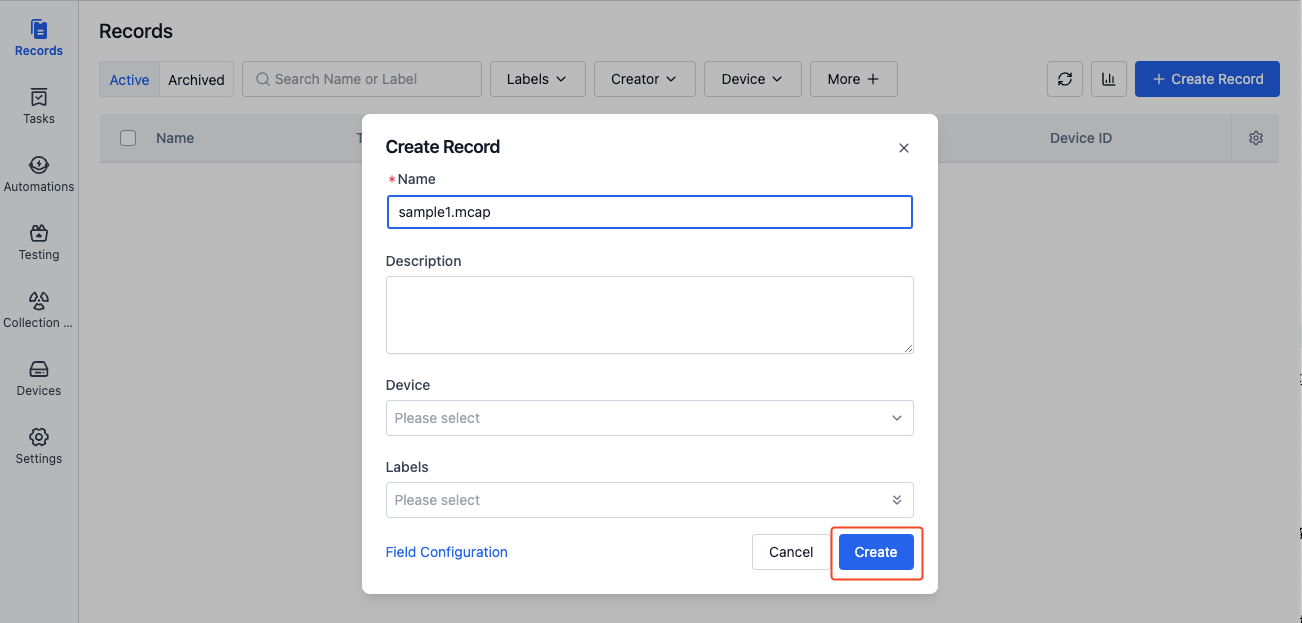 Records
Tasks
Automations
Testing
Collection ...
Devices
Settings
Records
Active
Archived
Search Name or Label
Labels
Creator
Device
More
Create Record
Name
Device ID
Create Record
* Name
sample1.mcap
Description
Device
Please select
Labels
Please select
Field Configuration
Cancel
Create